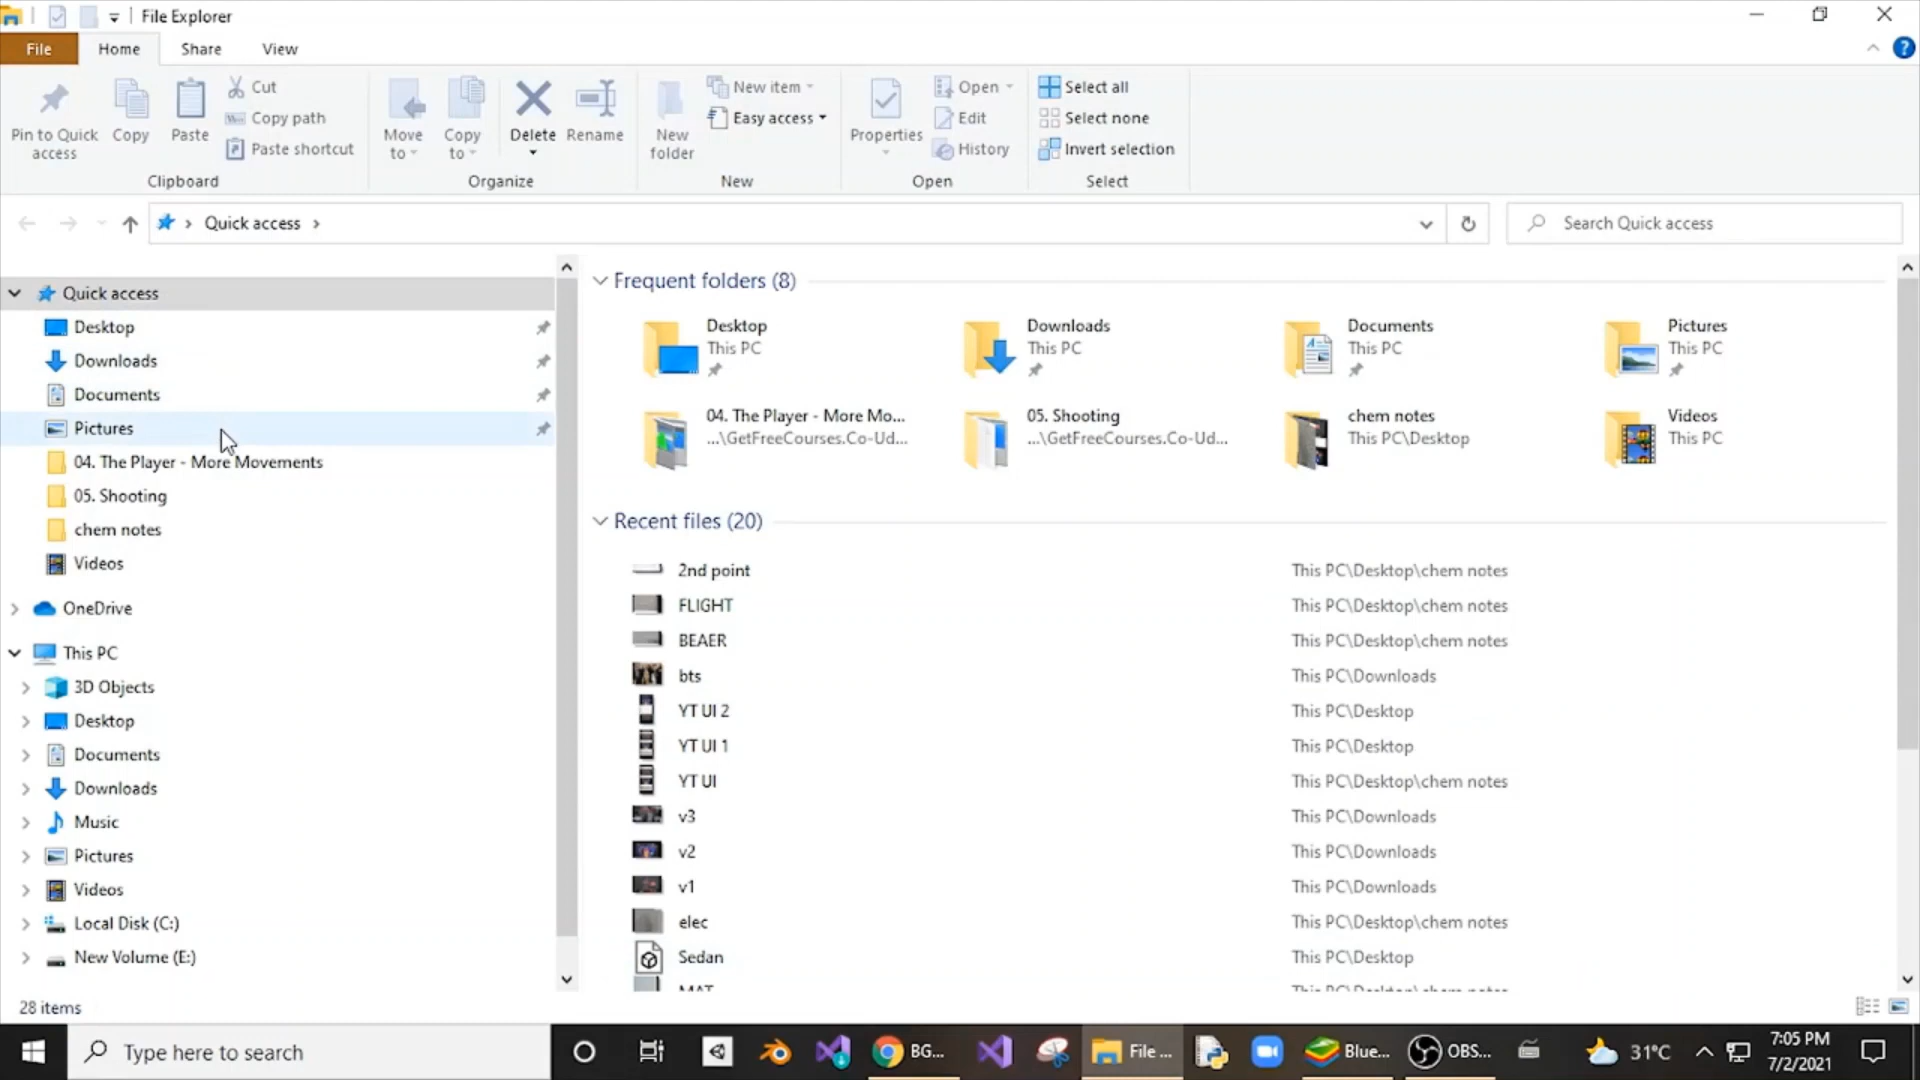 File Explorer
File Home Share View
Pin to Quick access
Copy
Paste
Cut
Copy path
Paste shortcut
Clipboard
Move to
Copy to
Delete
Rename
Organize
New folder
New item
Easy access
New
Properties
Open
Edit
History
Open
Select all
Select none
Invert selection
Select
Quick access
Search Quick access
Quick access
Desktop
Downloads
Documents
Pictures
04. The Player - More Movements
05. Shooting
chem notes
Videos
OneDrive
This PC
3D Objects
Desktop
Documents
Downloads
Music
Pictures
Videos
Local Disk (C:)
New Volume (E:)
Frequent folders (8)
Desktop
This PC
Downloads
This PC
Documents
This PC
Pictures
This PC
04. The Player - More Mo...
...\GetFreeCourses.Co-Ud...
05. Shooting
...\GetFreeCourses.Co-Ud...
chem notes
This PC\Desktop
Videos
This PC
Recent files (20)
2nd point This PC\Desktop\chem notes
FLIGHT This PC\Desktop\chem notes
BEAER This PC\Desktop\chem notes
bts This PC\Downloads
YT UI 2 This PC\Desktop
YT UI 1 This PC\Desktop
YT UI This PC\Desktop\chem notes
v3 This PC\Downloads
v2 This PC\Downloads
v1 This PC\Downloads
elec This PC\Desktop\chem notes
Sedan This PC\Desktop
MAT This PC\Desktop\chem notes
28 items
Type here to search
BG...
File ...
Blue...
OBS...
31°C
7:05 PM
7/2/2021